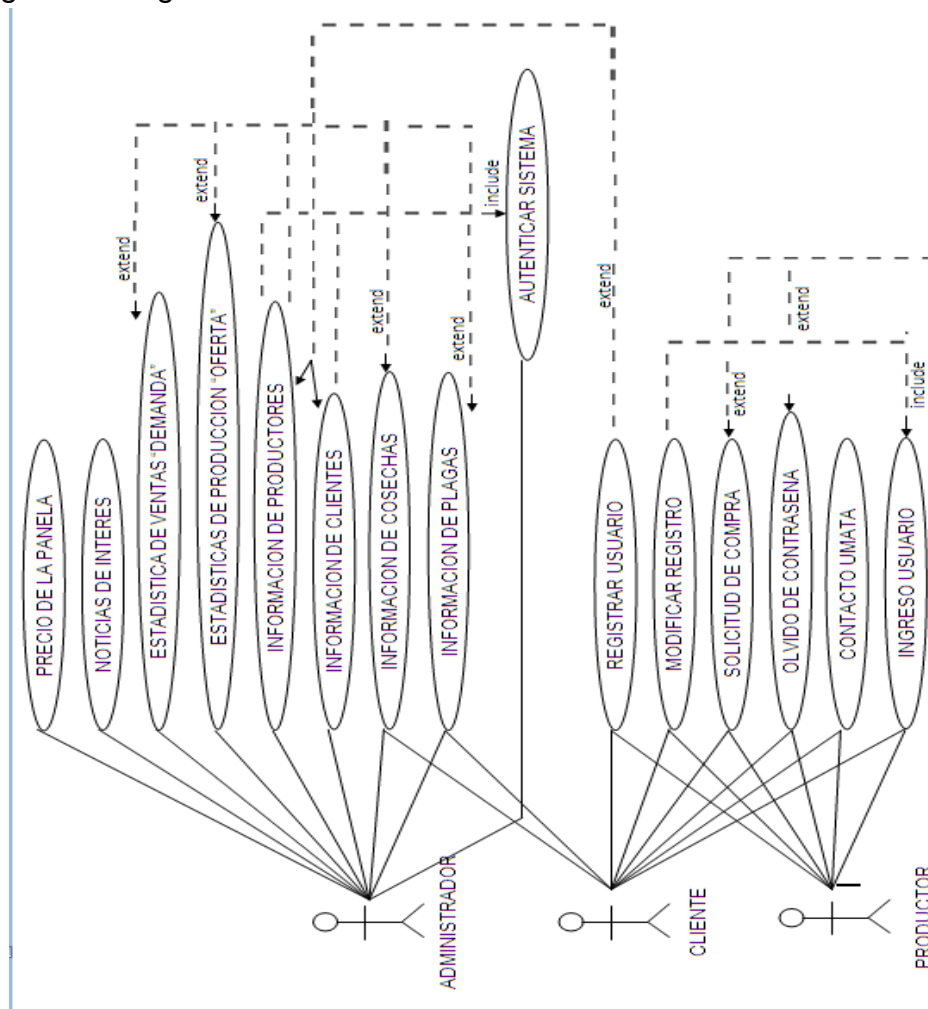 PRECIO DE LA PANELA
NOTICIAS DE INTERES
ESTADISTICA DE VENTAS "DEMANDA"
extend
ESTADISTICAS DE PRODUCCION "OFERTA"
extend
INFORMACION DE PRODUCTORES
INFORMACION DE CLIENTES
INFORMACION DE COSECHAS
extend
INFORMACION DE PLAGAS
extend
AUTENTICAR SISTEMA
include
REGISTRAR USUARIO
extend
MODIFICAR REGISTRO
SOLICITUD DE COMPRA
extend
OLVIDO DE CONTRASENA
extend
CONTACTO UMATA
INGRESO USUARIO
include
ADMINISTRADOR
CLIENTE
PRODUCTOR